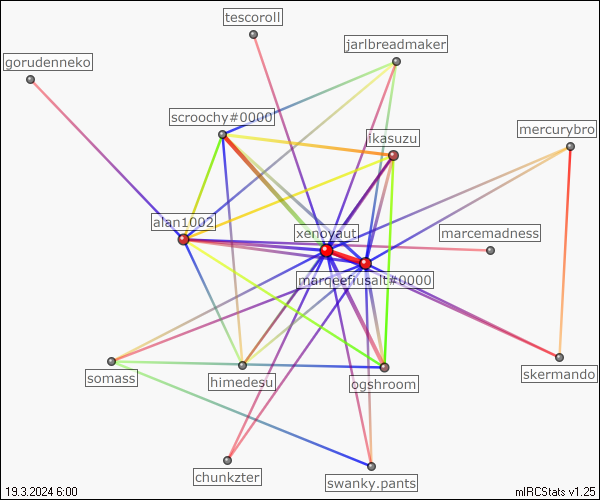 tescoroll
jarlbreadmaker
gorudenneko
scroochy#0000
mercurybro
ikasuzu
alan1002
xenoyaut
marcemadness
marqeefusalt#0000
skermando
somass
himedesu
ogshroom
chunkzter
swanky.pants
19.3.2024 6:00
mIRCStats v1.25